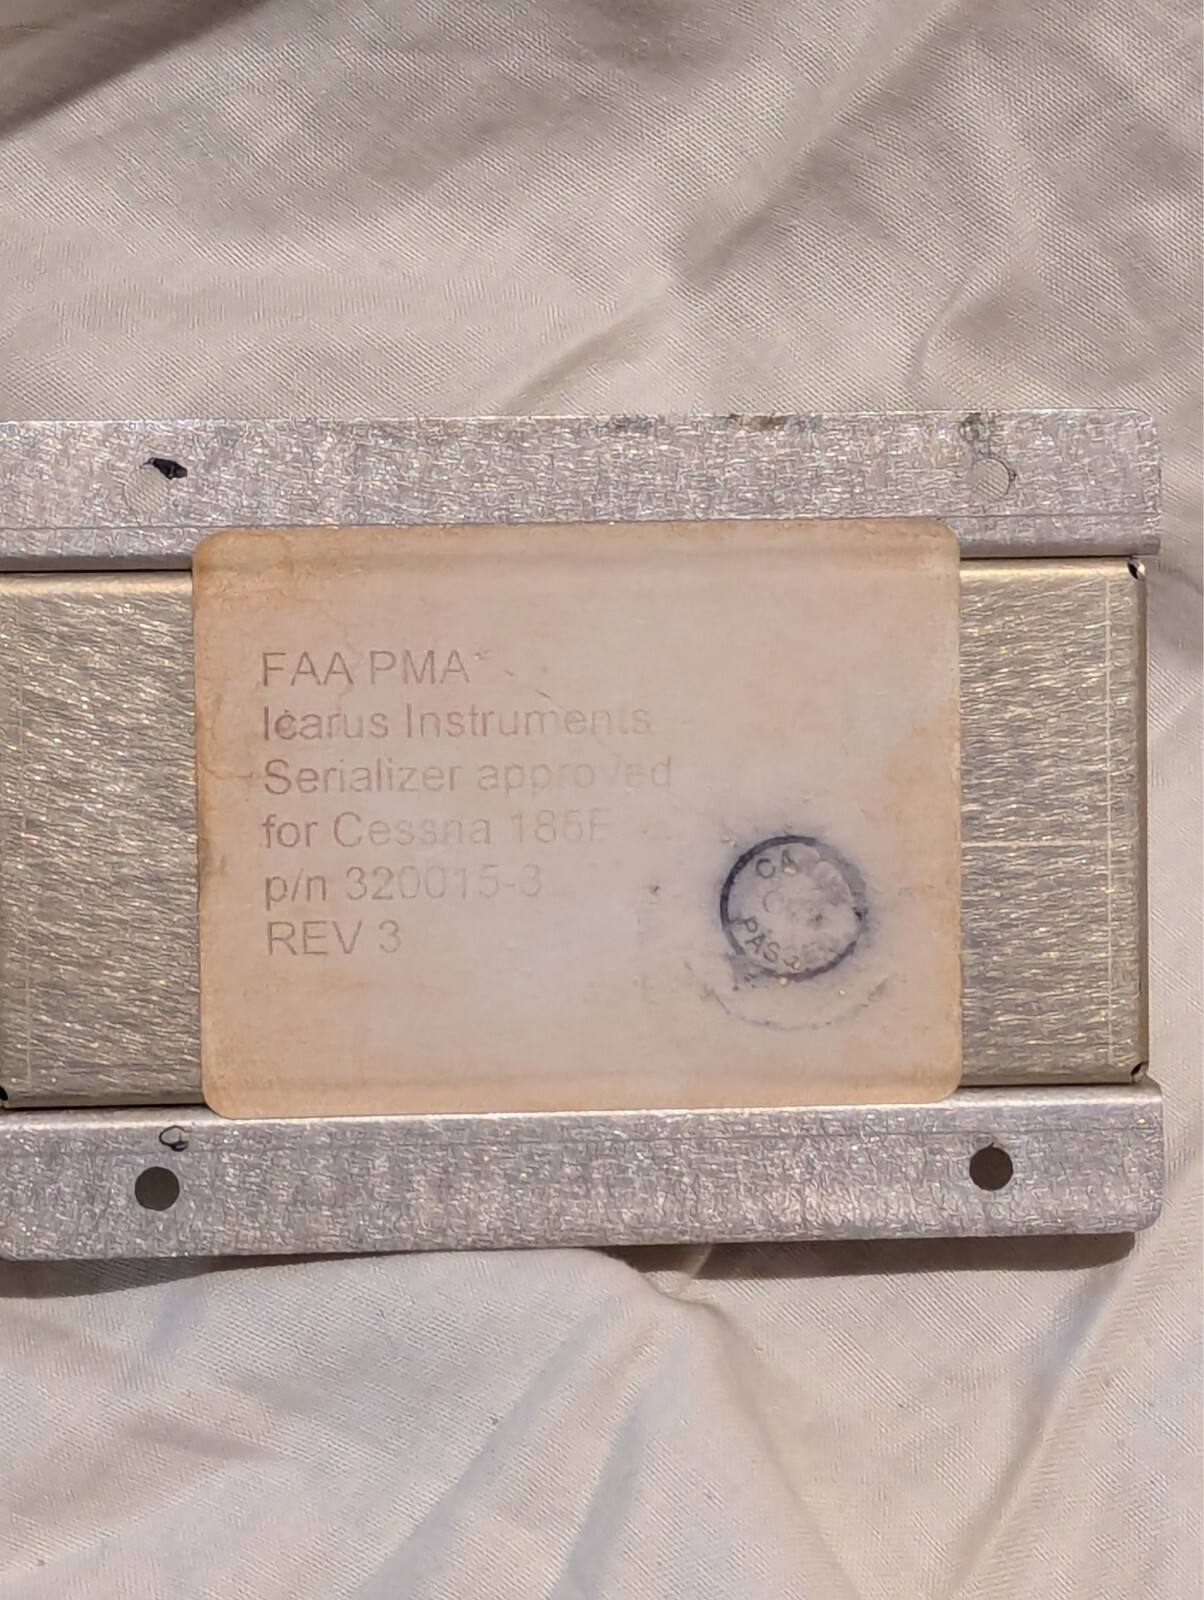 FAA PMA
Icarus Instruments
Serializer approved
for Cessna 185F
p/n 320015-3
REV 3